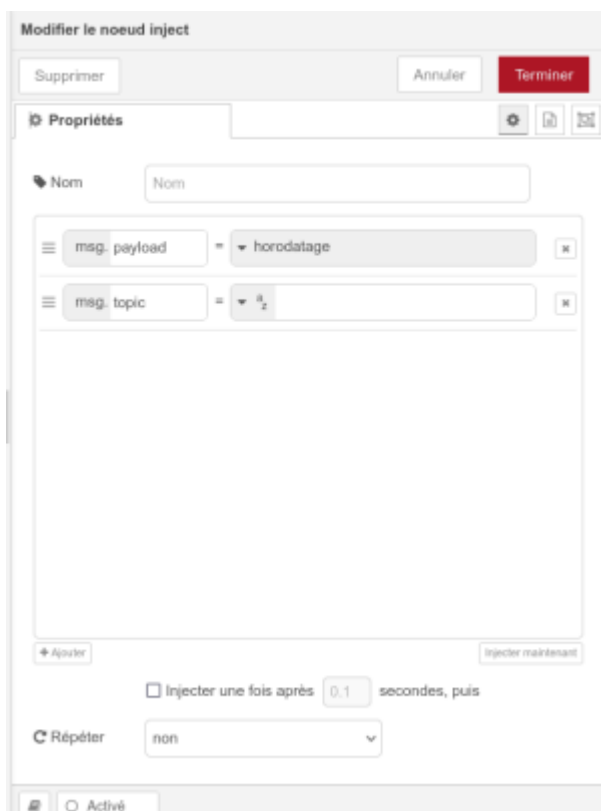 Modifier le noeud inject
Supprimer Annuler Terminer
Propriétés
Nom Nom
msg. payload = horodatage
msg. topic = az
Ajouter Injecter maintenant
Injecter une fois après 0.1 secondes, puis
Répéter non
Activé